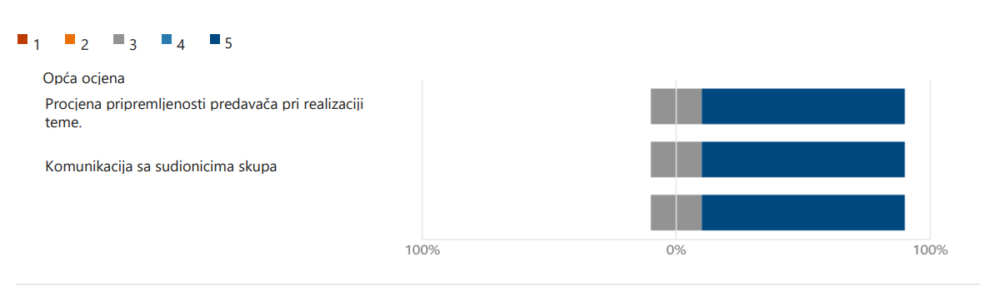 1 2 3 4 5
Opća ocjena
Procjena pripremljenosti predavača pri realizaciji
teme.
Komunikacija sa sudionicima skupa
100% 0% 100%